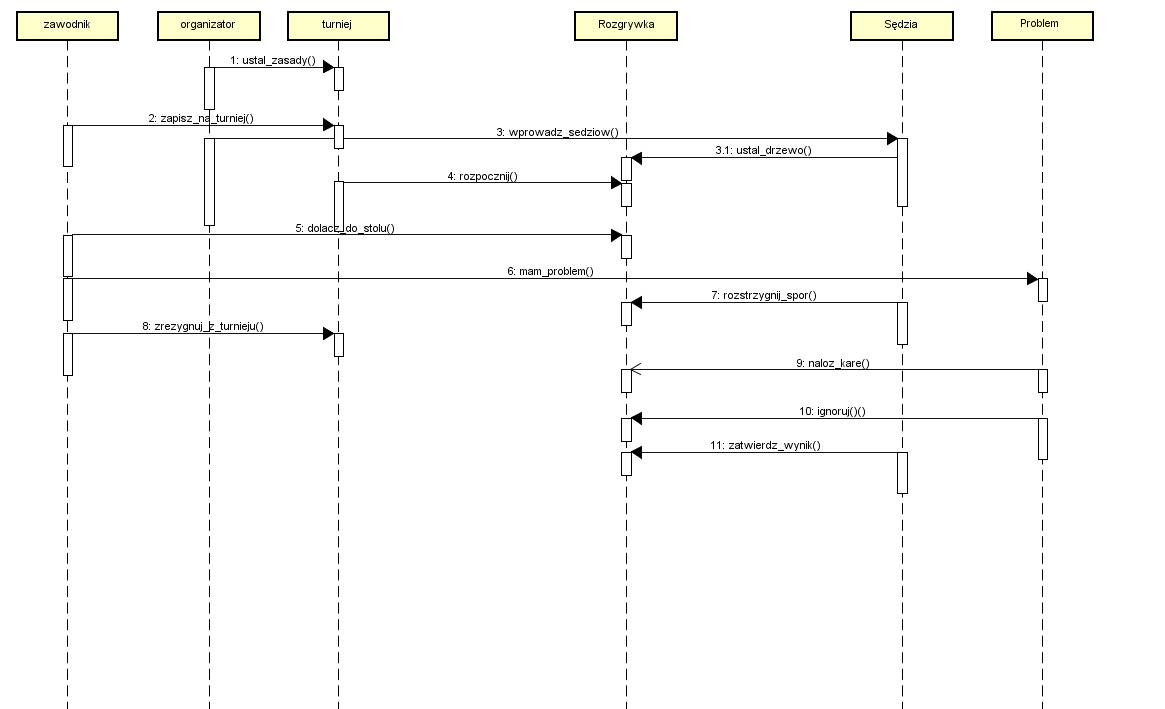 zawodnik
organizator
turniej
Rozgrywka
Sędzia
Problem
1: ustal_zasady()
2: zapisz_na_turniej()
3: wprowadz_sedziow()
3.1: ustal_drzewo()
4: rozpocznij()
5: dolacz_do_stolu()
6: mam_problem()
7: rozstrzygnij_spor()
8: zrezygnuj_z_turnieju()
9: naloz_kare()
10: ignoruj()()
11: zatwierdz_wynik()